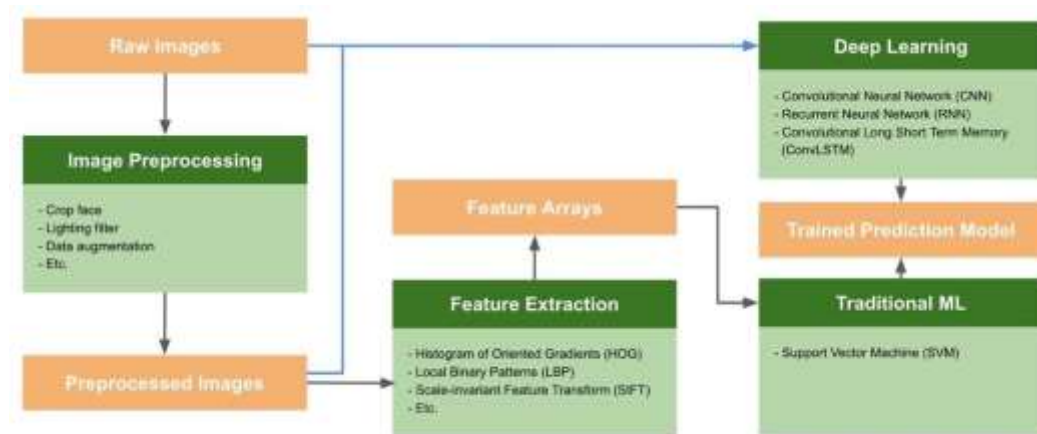 Raw Images
Image Preprocessing
- Crop face
- Lighting filler
- Data augmentation
- Etc.
Preprocessed Images
Feature Arrays
Feature Extraction
- Histogram of Oriented Gradients (HOG)
- Local Binary Patterns (LBP)
- Scale-invariant Feature Transform (SIFT)
- Etc.
Deep Learning
- Convolutional Neural Network (CNN)
- Recurrent Neural Network (RNN)
- Convolutional Long Short Term Memory
(ConvLSTM)
Trained Prediction Model
Traditional ML
- Support Vector Machine (SVM)